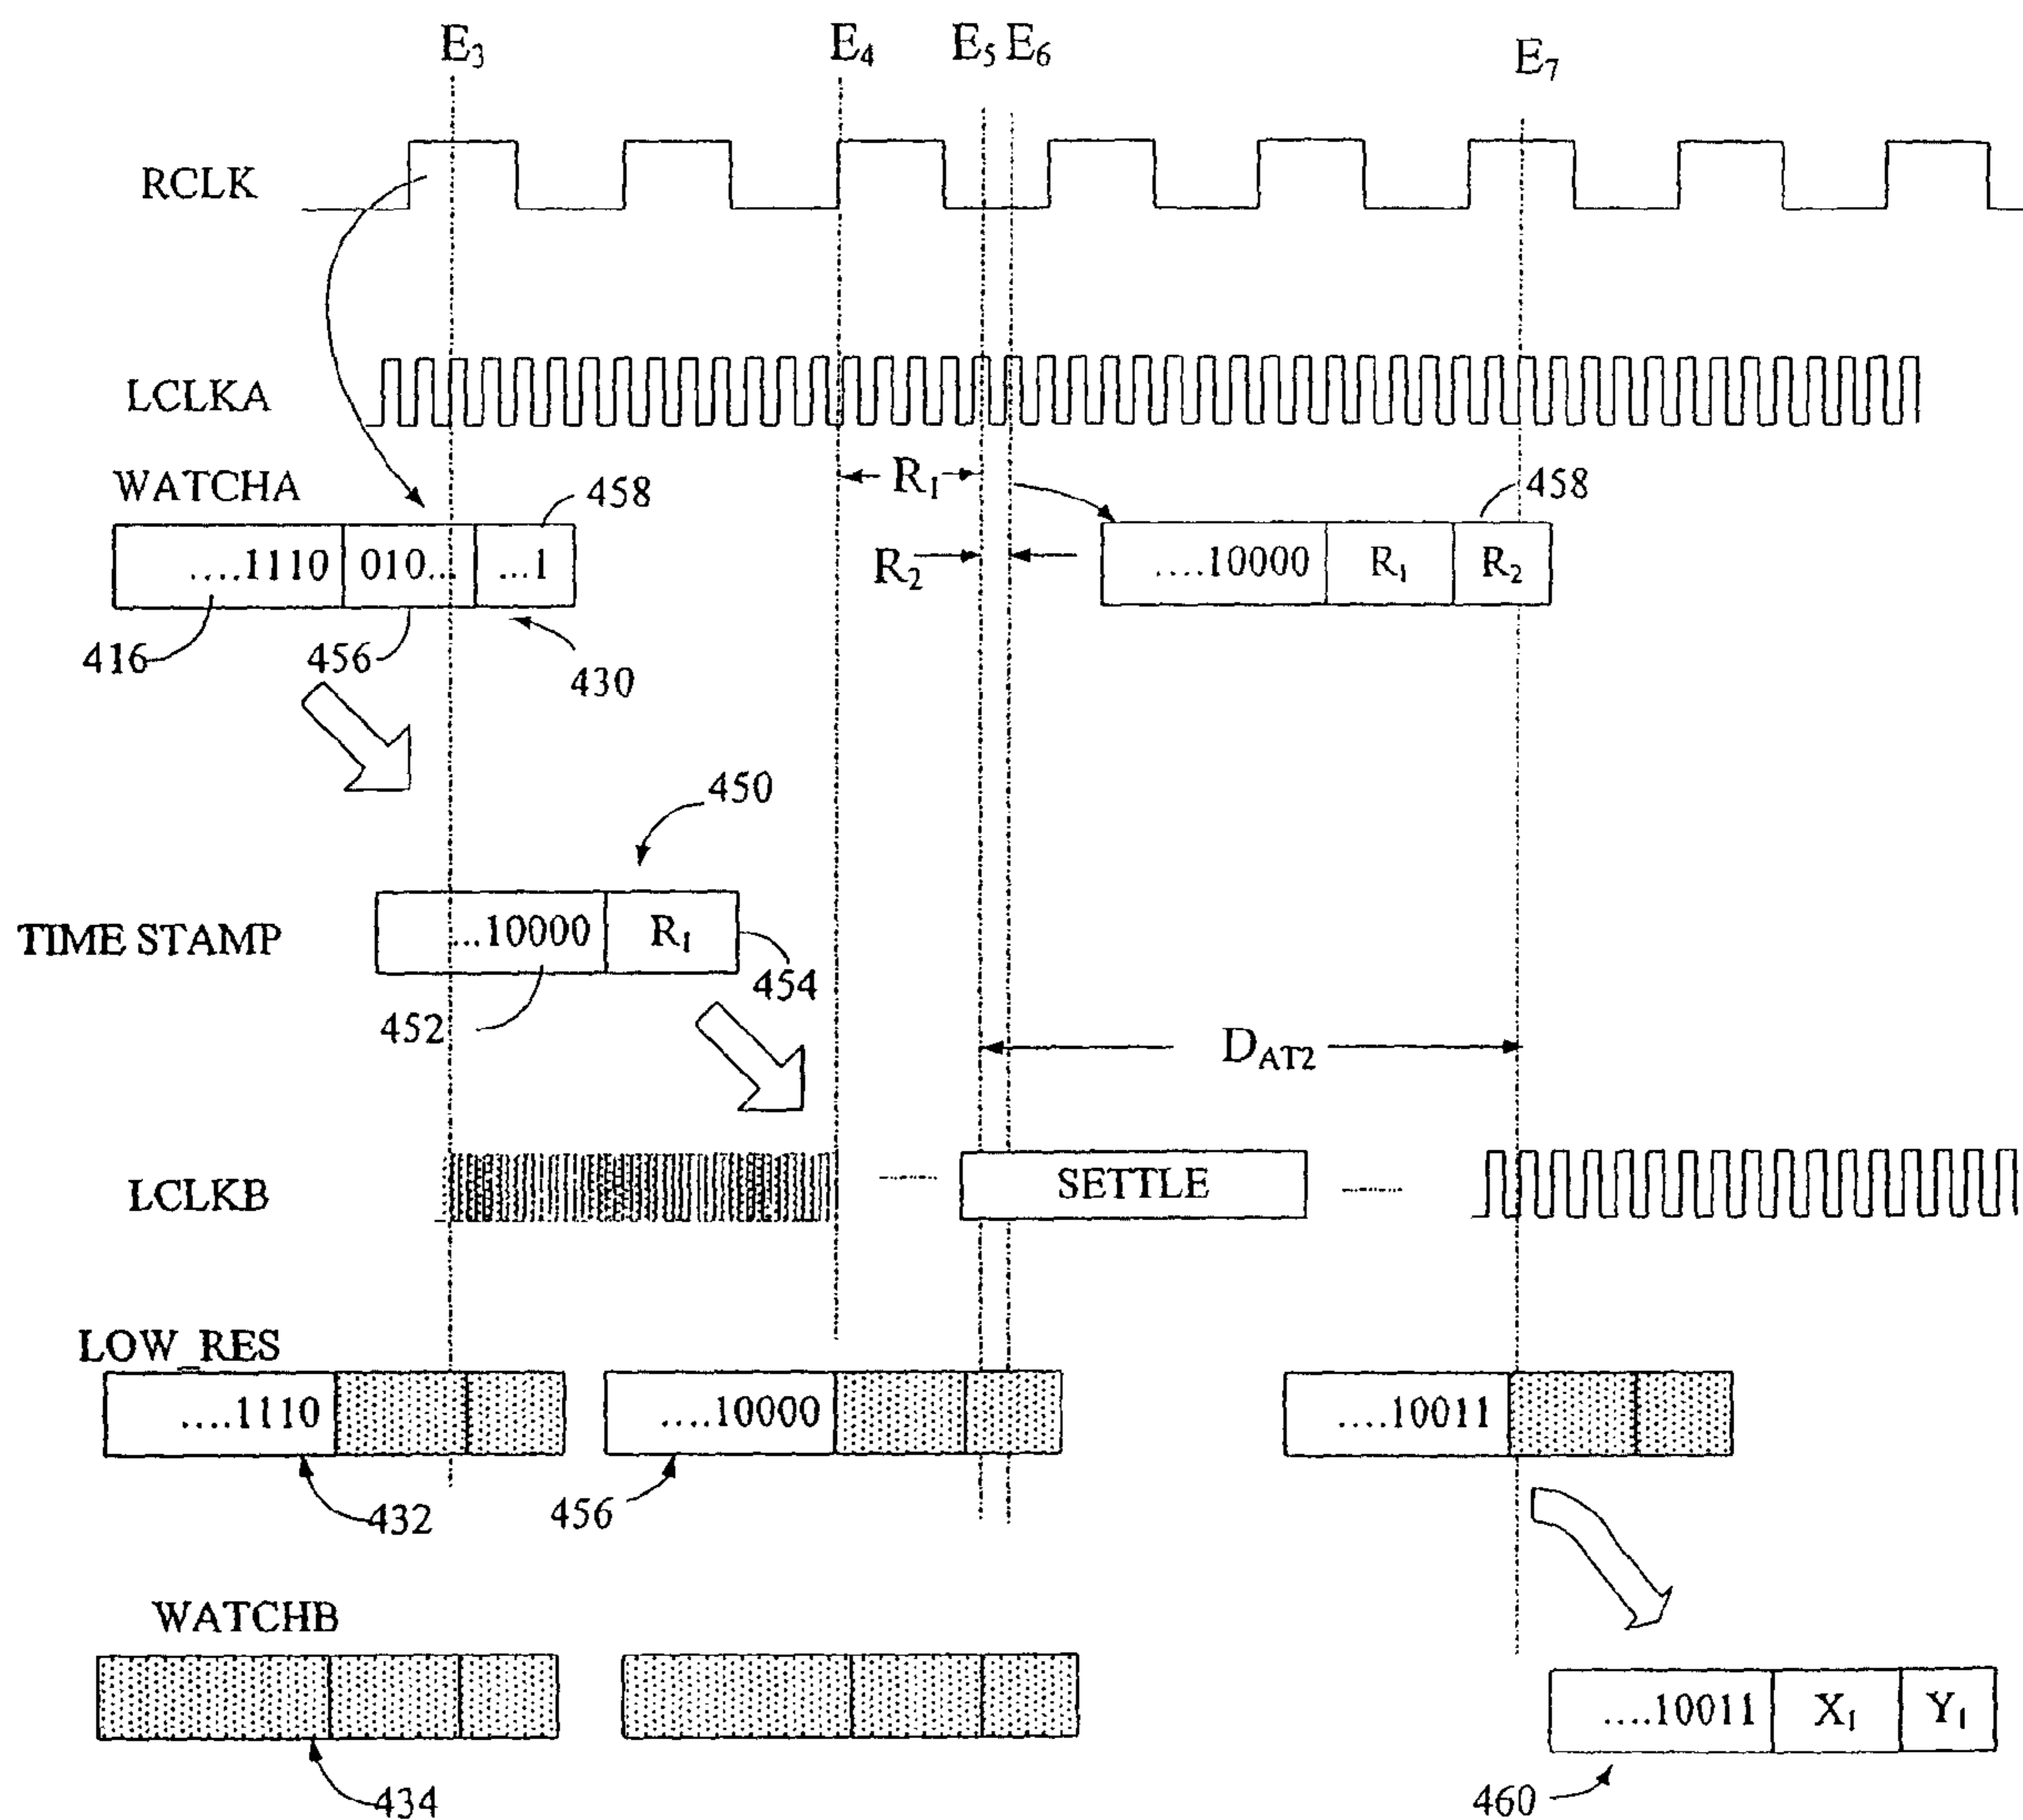 E₃ E₄ E₅ E₆ E₇
RCLK
LCLKA
WATCHA
458
R₁
458
....1110 010... ...1
R₂
....10000 R₁ R₂
416
456
430
450
TIME STAMP
...10000 R₁
454
452
D_AT2
LCLKB
SETTLE
LOW_RES
....1110
....10000
....10011
432
456
WATCHB
....10011 X₁ Y₁
434
460